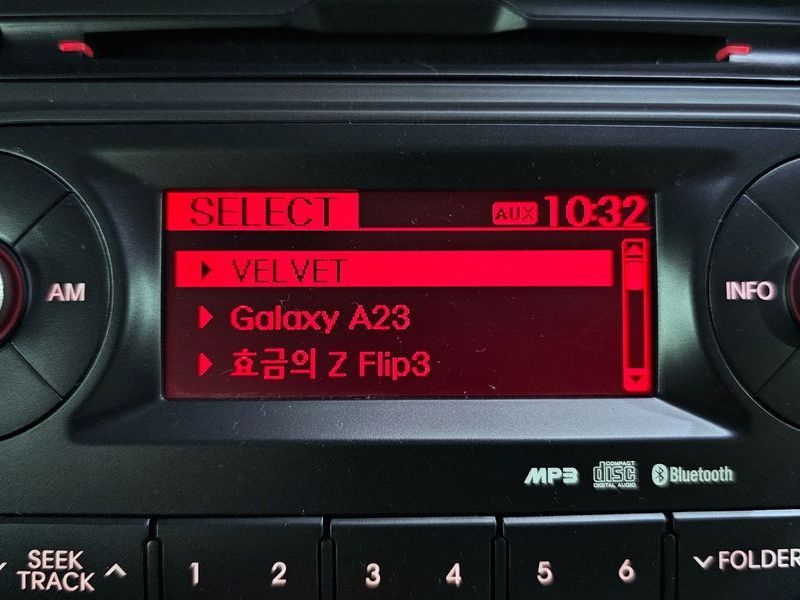 SELECT AUX 10:32
VELVET
AM
INFO
Galaxy A23
효금의 Z Flip3
MP3 COMPACT disc DIGITAL AUDIO Bluetooth
SEEK TRACK 1 2 3 4 5 6 FOLDER